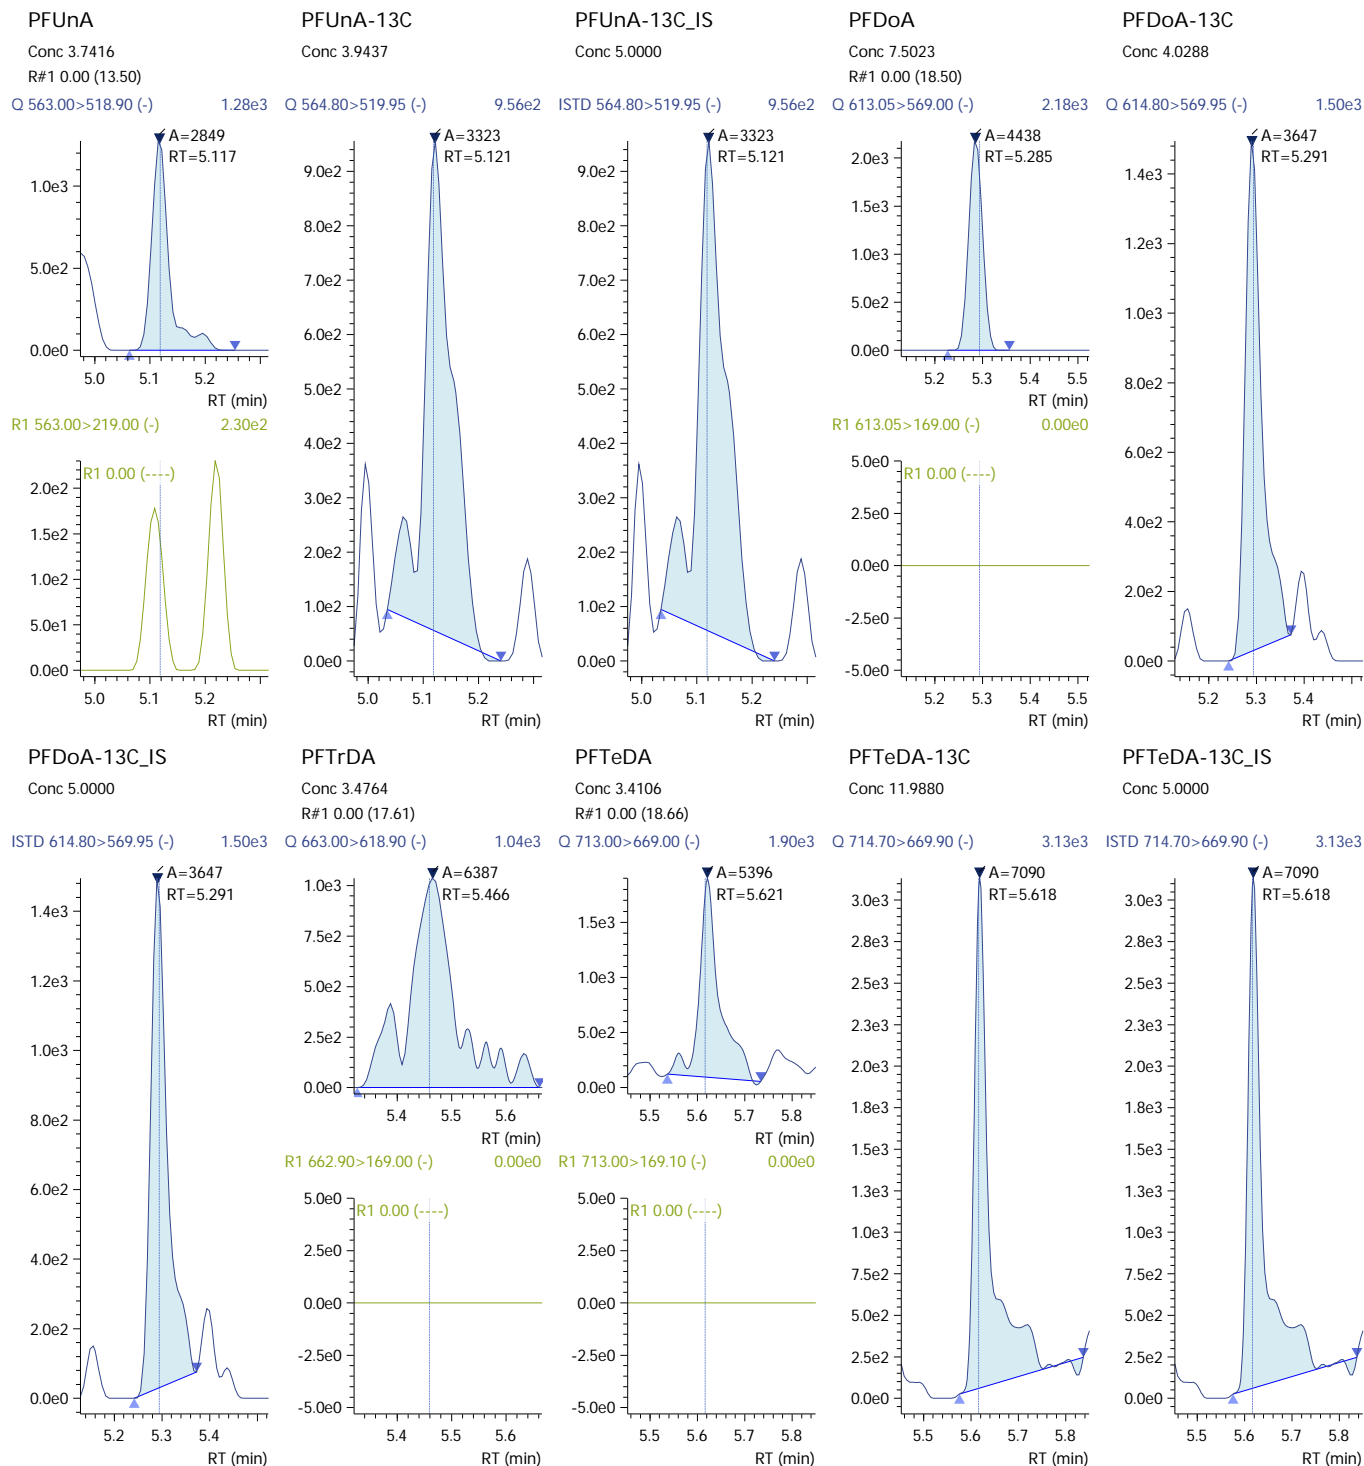 PFUnA
Conc 3.7416
R#1 0.00 (13.50)
Q 563.00>518.90 (-) 1.28e3
A=2849
RT=5.117
1.0e3
5.0e2
0.0e0
5.0 5.1 5.2
RT (min)
R1 563.00>219.00 (-) 2.30e2
R1 0.00 (----)
2.0e2
1.5e2
1.0e2
5.0e1
0.0e0
5.0 5.1 5.2
RT (min)
PFUnA-13C
Conc 3.9437
Q 564.80>519.95 (-) 9.56e2
A=3323
RT=5.121
9.0e2
8.0e2
7.0e2
6.0e2
5.0e2
4.0e2
3.0e2
2.0e2
1.0e2
0.0e0
5.0 5.1 5.2
RT (min)
PFUnA-13C_IS
Conc 5.0000
ISTD 564.80>519.95 (-) 9.56e2
A=3323
RT=5.121
9.0e2
8.0e2
7.0e2
6.0e2
5.0e2
4.0e2
3.0e2
2.0e2
1.0e2
0.0e0
5.0 5.1 5.2
RT (min)
PFDoA
Conc 7.5023
R#1 0.00 (18.50)
Q 613.05>569.00 (-) 2.18e3
A=4438
RT=5.285
2.0e3
1.5e3
1.0e3
5.0e2
0.0e0
5.2 5.3 5.4 5.5
RT (min)
R1 613.05>169.00 (-) 0.00e0
R1 0.00 (----)
5.0e0
2.5e0
0.0e0
-2.5e0
-5.0e0
5.2 5.3 5.4 5.5
RT (min)
PFDoA-13C
Conc 4.0288
Q 614.80>569.95 (-) 1.50e3
A=3647
RT=5.291
1.4e3
1.2e3
1.0e3
8.0e2
6.0e2
4.0e2
2.0e2
0.0e0
5.2 5.3 5.4
RT (min)
PFDoA-13C_IS
Conc 5.0000
ISTD 614.80>569.95 (-) 1.50e3
A=3647
RT=5.291
1.4e3
1.2e3
1.0e3
8.0e2
6.0e2
4.0e2
2.0e2
0.0e0
5.2 5.3 5.4
RT (min)
PFTrDA
Conc 3.4764
R#1 0.00 (17.61)
Q 663.00>618.90 (-) 1.04e3
A=6387
RT=5.466
1.0e3
7.5e2
5.0e2
2.5e2
0.0e0
5.4 5.5 5.6
RT (min)
R1 662.90>169.00 (-) 0.00e0
R1 0.00 (----)
5.0e0
2.5e0
0.0e0
-2.5e0
-5.0e0
5.4 5.5 5.6
RT (min)
PFTeDA
Conc 3.4106
R#1 0.00 (18.66)
Q 713.00>669.00 (-) 1.90e3
A=5396
RT=5.621
1.5e3
1.0e3
5.0e2
0.0e0
5.5 5.6 5.7 5.8
RT (min)
R1 713.00>169.10 (-) 0.00e0
R1 0.00 (----)
5.0e0
2.5e0
0.0e0
-2.5e0
-5.0e0
5.5 5.6 5.7 5.8
RT (min)
PFTeDA-13C
Conc 11.9880
Q 714.70>669.90 (-) 3.13e3
A=7090
RT=5.618
3.0e3
2.8e3
2.5e3
2.3e3
2.0e3
1.8e3
1.5e3
1.3e3
1.0e3
7.5e2
5.0e2
2.5e2
0.0e0
5.5 5.6 5.7 5.8
RT (min)
PFTeDA-13C_IS
Conc 5.0000
ISTD 714.70>669.90 (-) 3.13e3
A=7090
RT=5.618
3.0e3
2.8e3
2.5e3
2.3e3
2.0e3
1.8e3
1.5e3
1.3e3
1.0e3
7.5e2
5.0e2
2.5e2
0.0e0
5.5 5.6 5.7 5.8
RT (min)